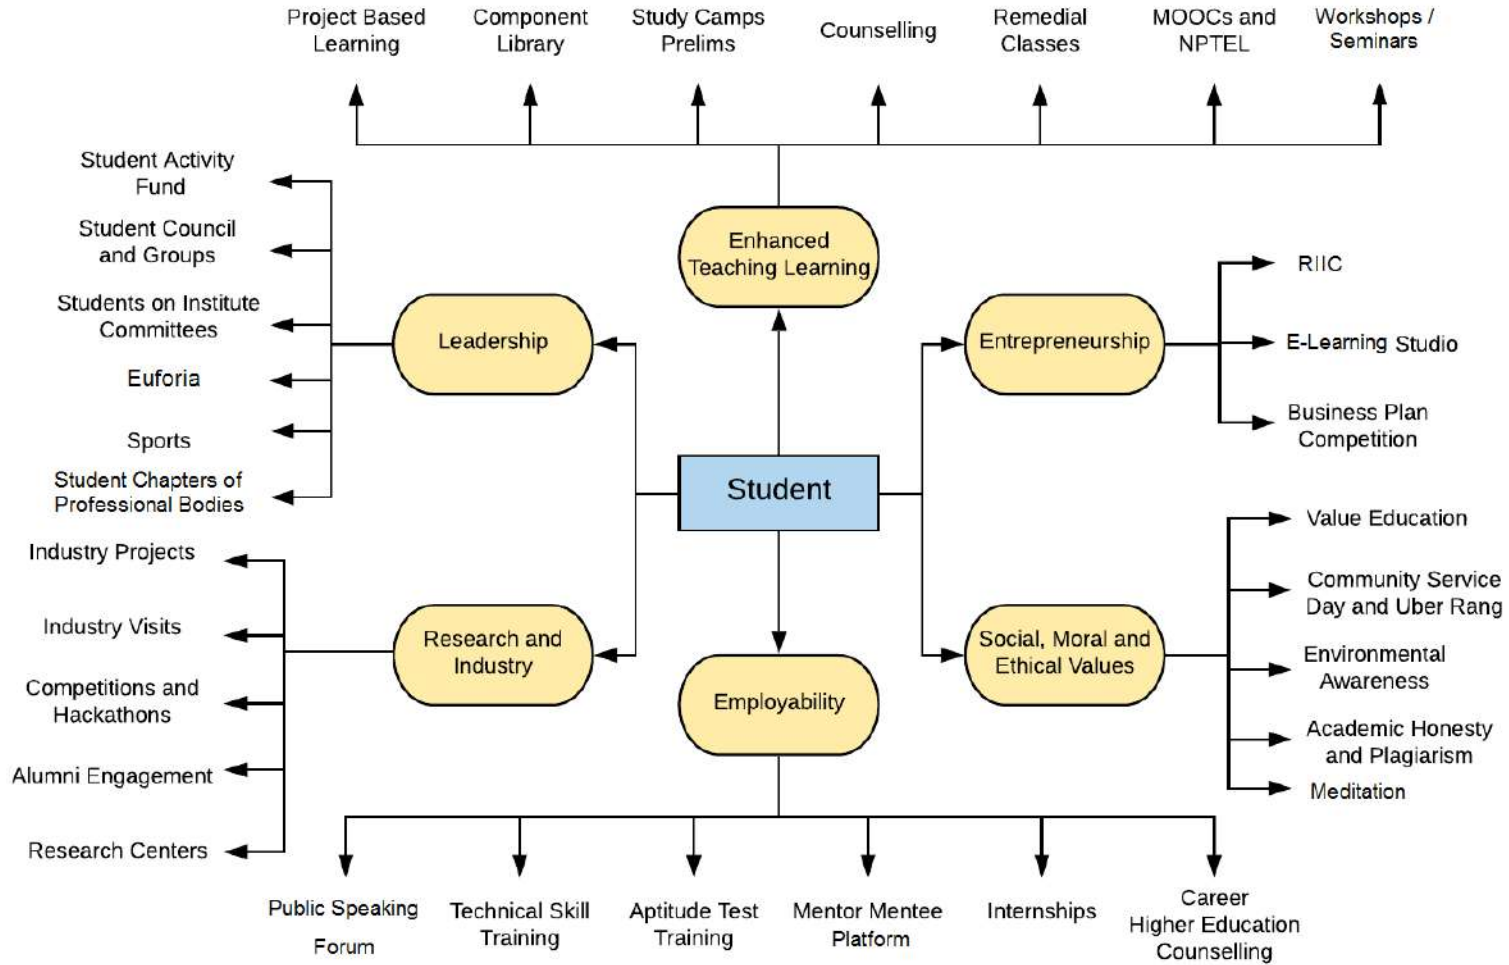 Project Based
Learning
Component
Library
Study Camps
Prelims
Counselling
Remedial
Classes
MOOCs and
NPTEL
Workshops /
Seminars
Student Activity
Fund
Student Council
and Groups
Students on Institute
Committees
Euforia
Sports
Student Chapters of
Professional Bodies
Enhanced
Teaching Learning
Leadership
Entrepreneurship
RIIC
E-Learning Studio
Business Plan
Competition
Student
Industry Projects
Industry Visits
Competitions and
Hackathons
Alumni Engagement
Research Centers
Research and
Industry
Employability
Social, Moral and
Ethical Values
Value Education
Community Service
Day and Uber Rang
Environmental
Awareness
Academic Honesty
and Plagiarism
Meditation
Public Speaking
Forum
Technical Skill
Training
Aptitude Test
Training
Mentor Mentee
Platform
Internships
Career
Higher Education
Counselling